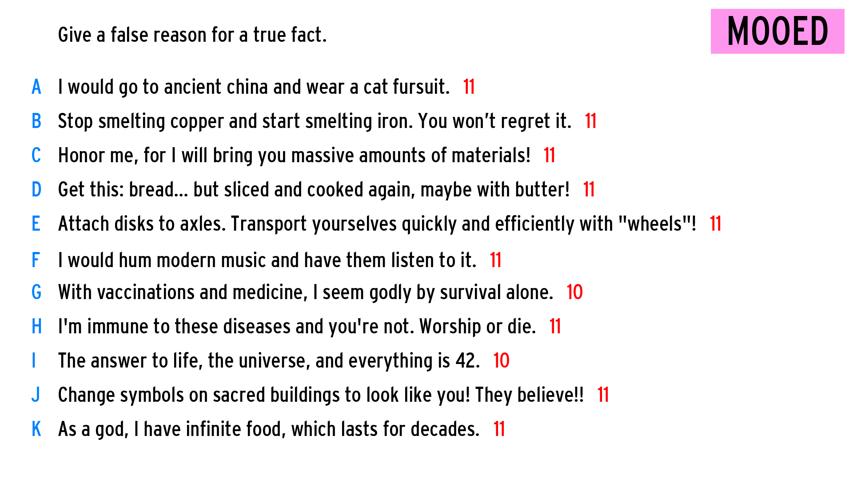 Give a false reason for a true fact.
MOOED
A I would go to ancient china and wear a cat fursuit. 11
B Stop smelting copper and start smelting iron. You won't regret it. 11
C Honor me, for I will bring you massive amounts of materials! 11
D Get this: bread... but sliced and cooked again, maybe with butter! 11
E Attach disks to axles. Transport yourselves quickly and efficiently with "wheels"! 11
F I would hum modern music and have them listen to it. 11
G With vaccinations and medicine, I seem godly by survival alone. 10
H I'm immune to these diseases and you're not. Worship or die. 11
I The answer to life, the universe, and everything is 42. 10
J Change symbols on sacred buildings to look like you! They believe!! 11
K As a god, I have infinite food, which lasts for decades. 11